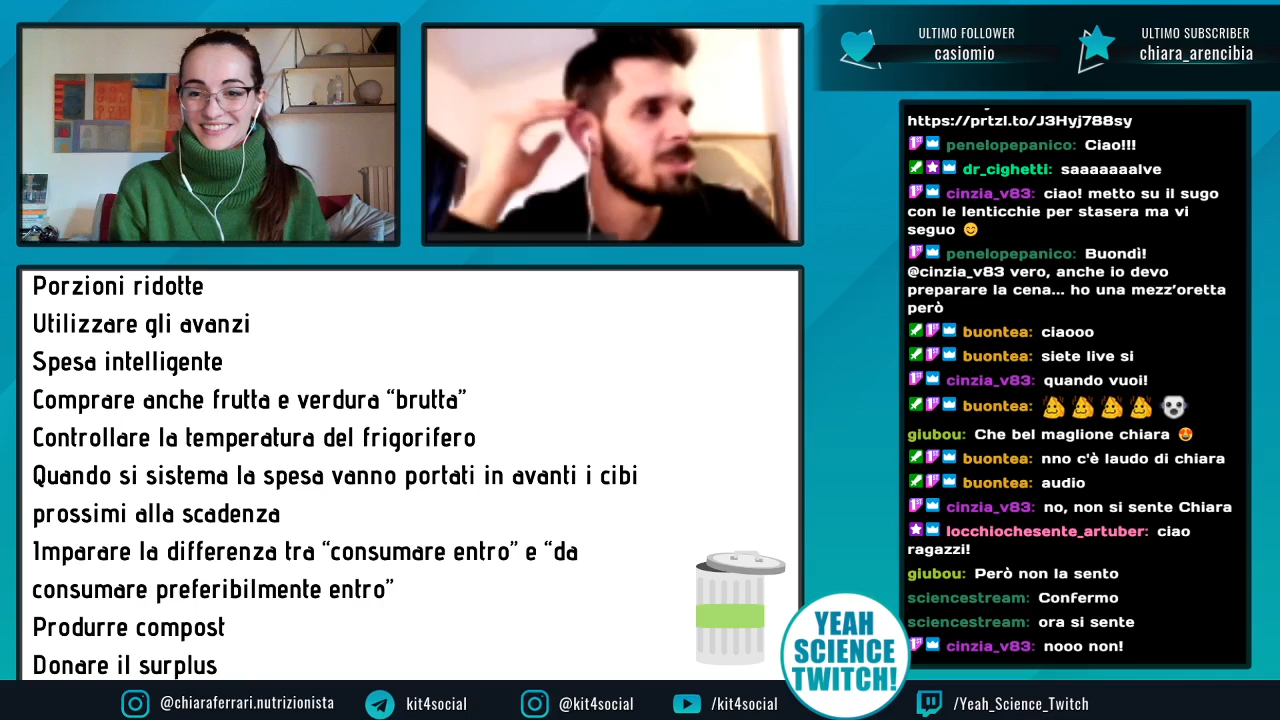 ULTIMO FOLLOWER
casiomio
ULTIMO SUBSCRIBER
chiara_arencibia
https://prtzl.to/J3Hyj788sy
penelopepanico: Ciao!!!
dr_cighetti: saaaaaaalve
cinzia_v83: ciao! metto su il sugo
con le lenticchie per stasera ma vi
seguo 😊
penelopepanico: Buondì!
@cinzia_v83 vero, anche io devo
preparare la cena... ho una mezz'oretta
però
buontea: ciaooo
buontea: siete live si
cinzia_v83: quando vuoi!
buontea:
giubou: Che bel maglione chiara 😍
buontea: nno c'è laudo di chiara
buontea: audio
cinzia_v83: no, non si sente Chiara
locchiochesente_artuber: ciao
ragazzi!
giubou: Però non la sento
sciencestream: Confermo
sciencestream: ora si sente
cinzia_v83: nooo non!
Porzioni ridotte
Utilizzare gli avanzi
Spesa intelligente
Comprare anche frutta e verdura “brutta”
Controllare la temperatura del frigorifero
Quando si sistema la spesa vanno portati in avanti i cibi
prossimi alla scadenza
Imparare la differenza tra “consumare entro” e “da
consumare preferibilmente entro”
Produrre compost
Donare il surplus
YEAH
SCIENCE
TWITCH!
@chiaraferrari.nutrizionista
kit4social
@kit4social
/kit4social
/Yeah_Science_Twitch